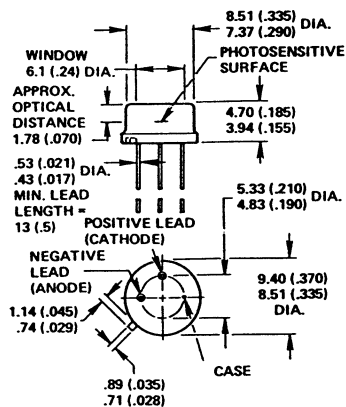 8.51 (.335) DIA.
7.37 (.290)
WINDOW
6.1 (.24) DIA.
PHOTOSENSITIVE
SURFACE
APPROX.
OPTICAL
DISTANCE
1.78 (.070)
4.70 (.185)
3.94 (.155)
.53 (.021) DIA.
.43 (.017)
MIN. LEAD
LENGTH =
13 (.5)
5.33 (.210) DIA.
4.83 (.190)
POSITIVE LEAD
(CATHODE)
NEGATIVE
LEAD
(ANODE)
9.40 (.370)
8.51 (.335)
DIA.
1.14 (.045)
.74 (.029)
CASE
.89 (.035)
.71 (.028)